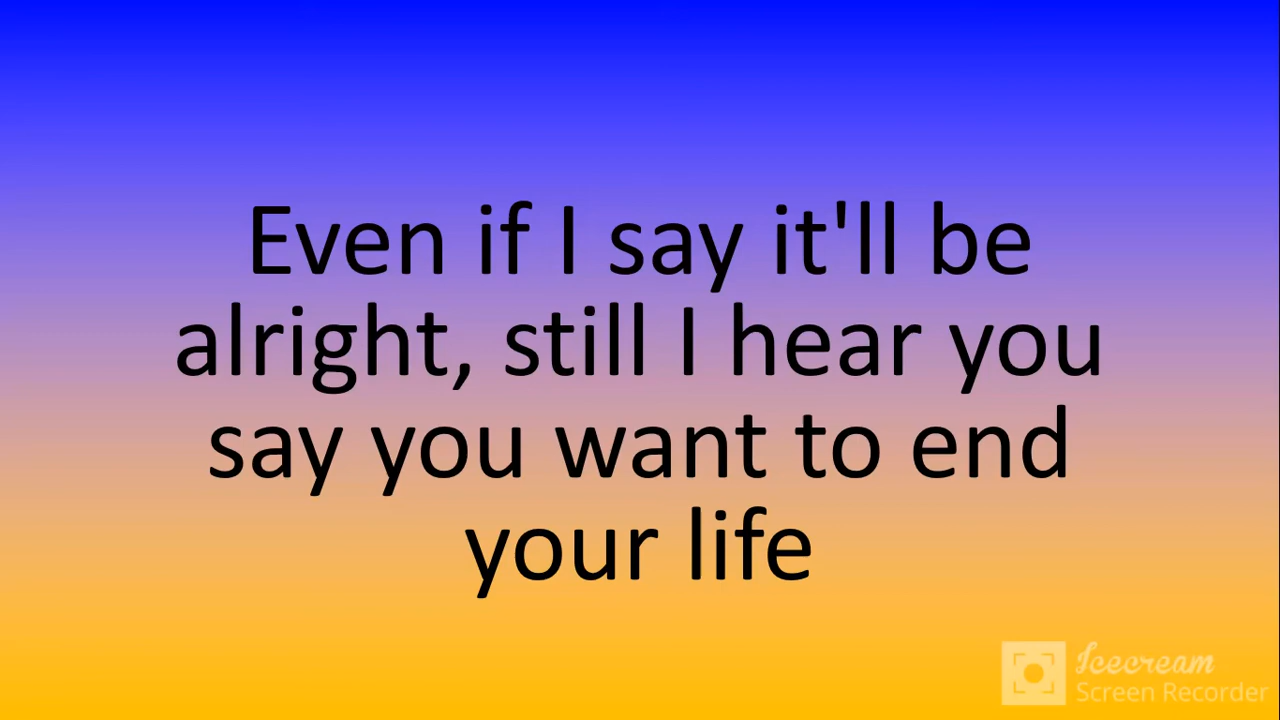 Even if I say it'll be
alright, still I hear you
say you want to end
your life
Icecream
Screen Recorder